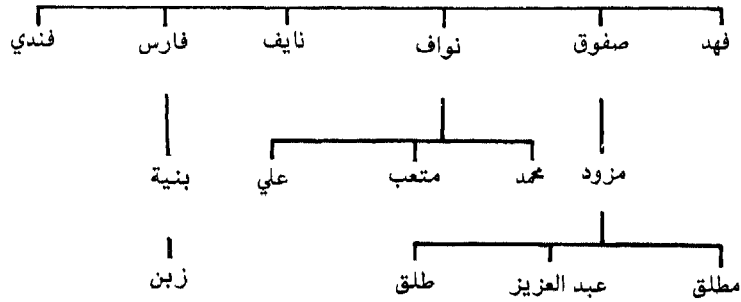 فهد صفوق نواف نايف فارس فندي
مزود محمد متعب علي بنية
مطلق عبد العزيز طلق زبن